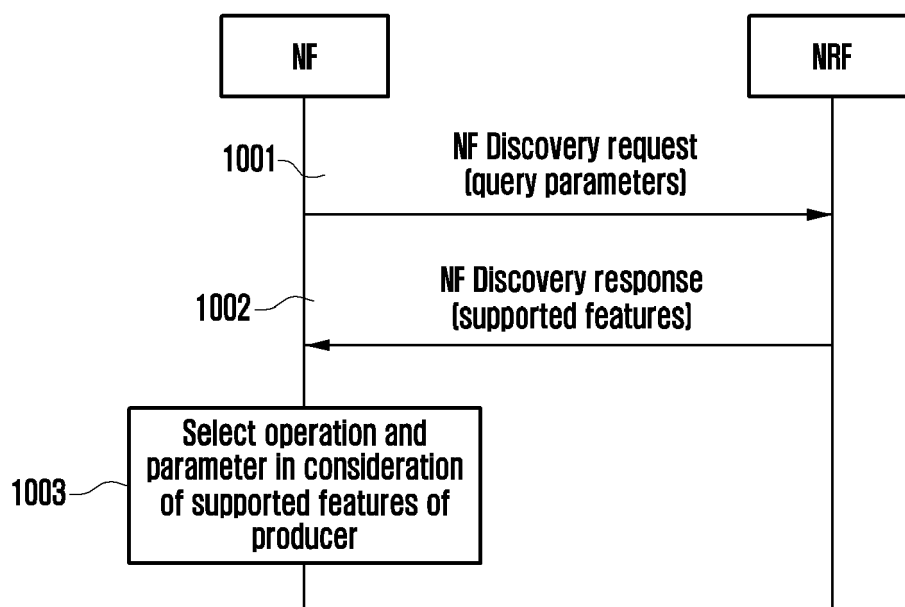 NF
NRF
1001
NF Discovery request
(query parameters)
1002
NF Discovery response
(supported features)
1003
Select operation and
parameter in consideration
of supported features of
producer